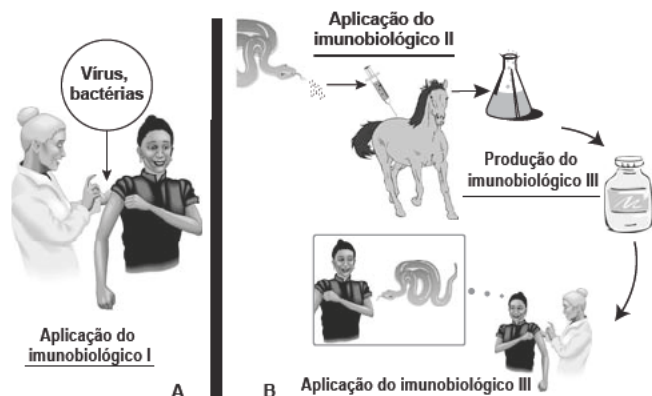 Vírus,
bactérias
Aplicação do
imunobiológico I
A
Aplicação do
imunobiológico II
Produção do
imunobiológico III
B
Aplicação do imunobiológico III